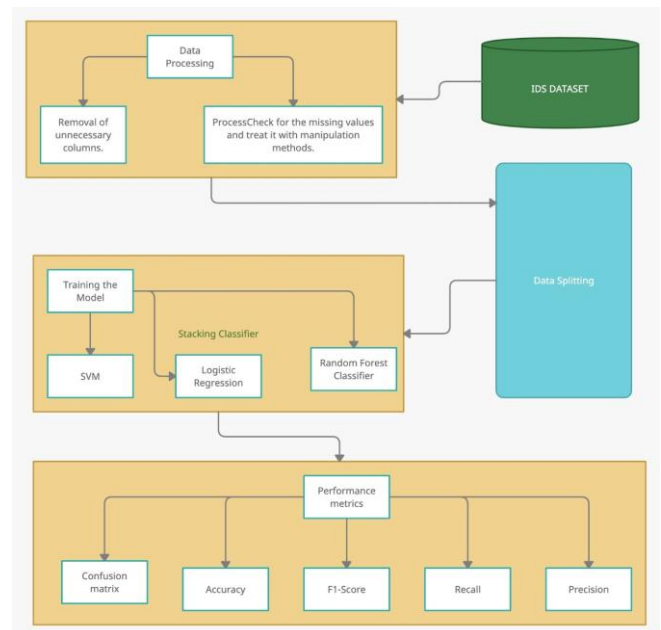 Data
Processing
IDS DATASET
Removal of
unnecessary
columns.
ProcessCheck for the missing values
and treat it with manipulation
methods.
Data Splitting
Training the
Model
Stacking Classifier
SVM
Logistic
Regression
Random Forest
Classifier
Performance
metrics
Confusion
matrix
Accuracy
F1-Score
Recall
Precision